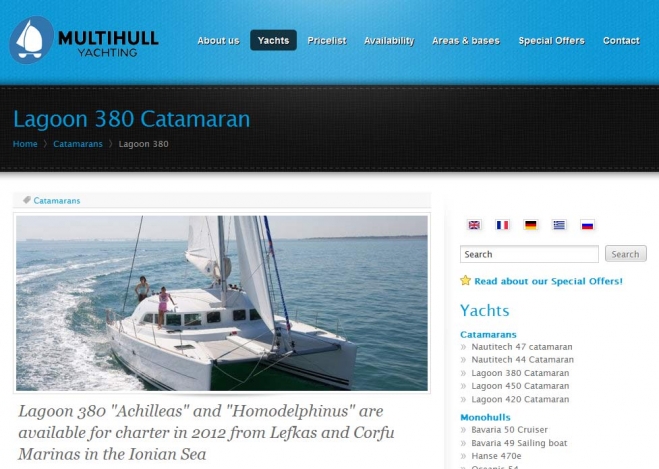 MULTIHULL
YACHTING
About us Yachts Pricelist Availability Areas & bases Special Offers Contact
Lagoon 380 Catamaran
Home 〉 Catamarans 〉 Lagoon 380
Catamarans
Lagoon 380 "Achilleas" and "Homodelphinus" are
available for charter in 2012 from Lefkas and Corfu
Marinas in the Ionian Sea
Search Search
Read about our Special Offers!
Yachts
Catamarans
» Nautitech 47 catamaran
» Nautitech 44 Catamaran
» Lagoon 380 Catamaran
» Lagoon 450 Catamaran
» Lagoon 420 Catamaran
Monohulls
» Bavaria 50 Cruiser
» Bavaria 49 Sailing boat
» Hanse 470e
» Oceanis 54